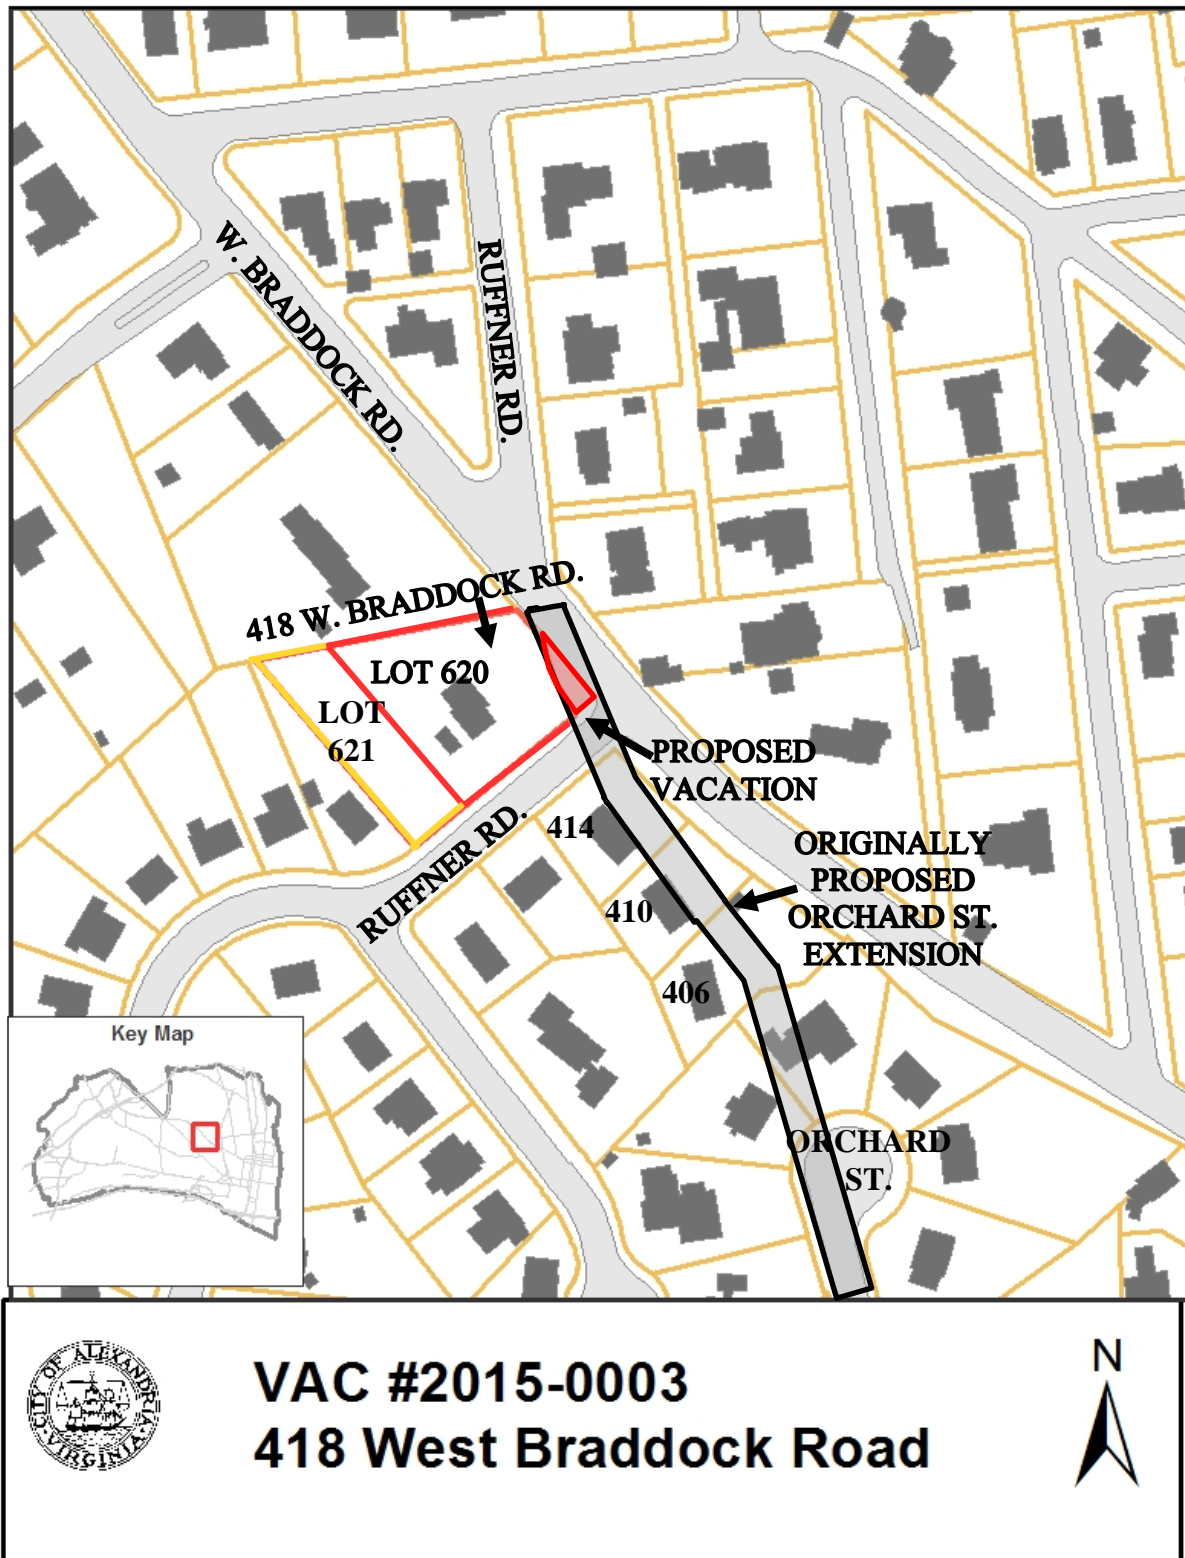 W. BRADDOCK RD.
RUFFNER RD.
418 W. BRADDOCK RD.
LOT 620
LOT
621
PROPOSED
VACATION
414
ORIGINALLY
PROPOSED
ORCHARD ST.
EXTENSION
RUFFNER RD.
410
406
Key Map
ORCHARD
ST.
CITY OF ALEXANDRIA
VIRGINIA
VAC #2015-0003
418 West Braddock Road
N